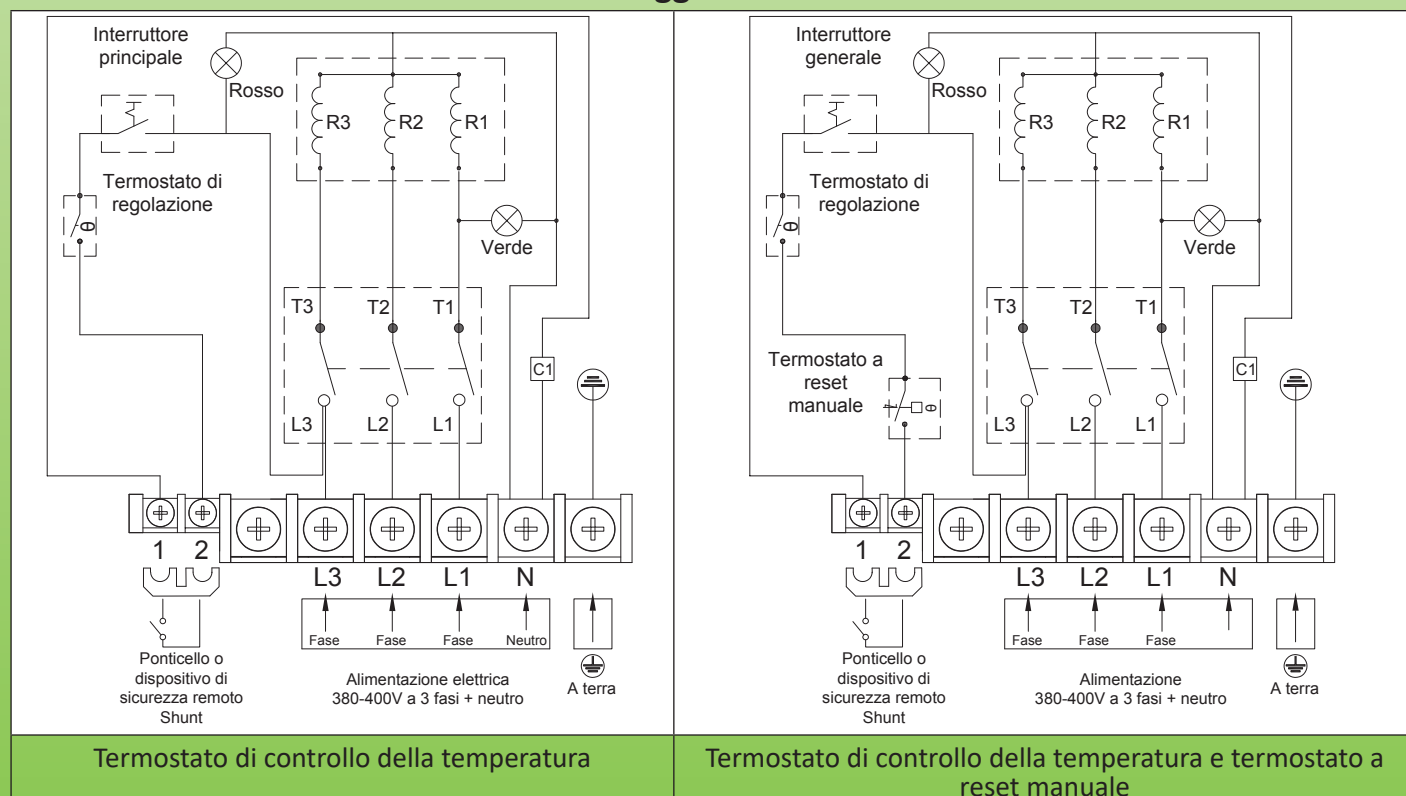 gg
Interruttore
principale
Rosso
R3
R2
R1
Termostato di
regolazione
θ
Verde
T3
T2
T1
C1
L3
L2
L1
1
2
L3
L2
L1
N
Fase
Fase
Fase
Neutro
Ponticello o
dispositivo di
sicurezza remoto
Shunt
Alimentazione elettrica
380-400V a 3 fasi + neutro
A terra
Termostato di controllo della temperatura
Interruttore
generale
Rosso
R3
R2
R1
Termostato di
regolazione
θ
Verde
T3
T2
T1
Termostato a
reset
manuale
θ
C1
L3
L2
L1
1
2
L3
L2
L1
N
Fase
Fase
Fase
Ponticello o
dispositivo di
sicurezza remoto
Shunt
Alimentazione
380-400V a 3 fasi + neutro
A terra
Termostato di controllo della temperatura e termostato a
reset manuale